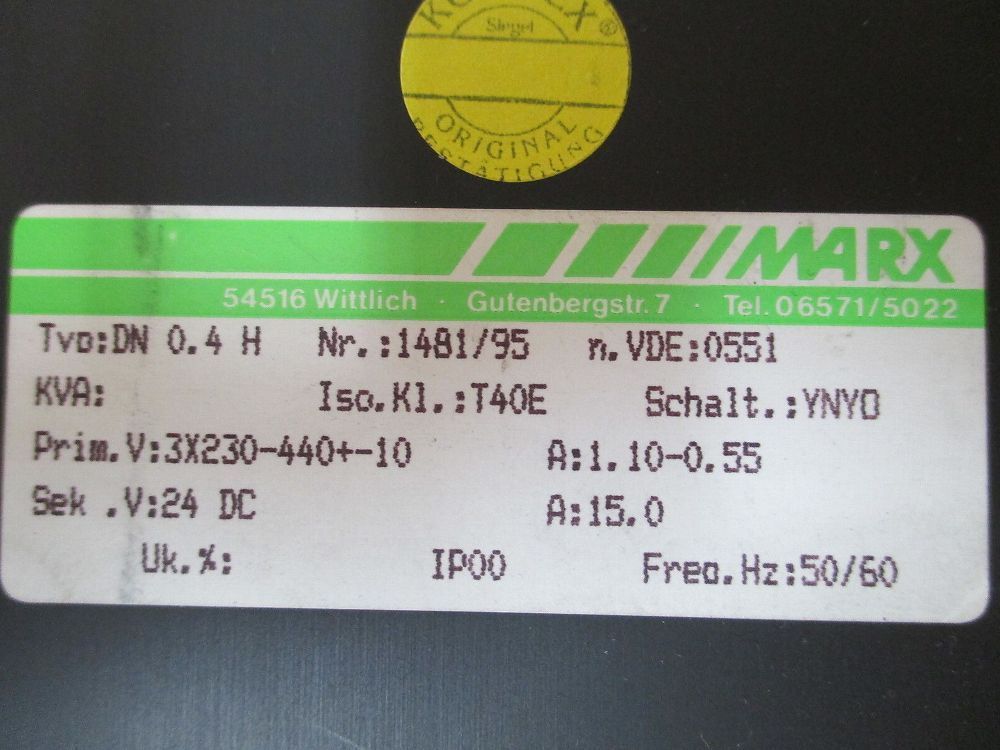 Siegel
ORIGINAL
BESTÄTIGUNG
MARX
54516 Wittlich · Gutenbergstr. 7 · Tel. 06571/5022
Typ:DN 0.4 H Nr.:1481/95 n.VDE:0551
KVA: Iso.Kl.:T40E Schalt.:YNY0
Prim.V:3X230-440+-10 A:1.10-0.55
Sek .V:24 DC A:15.0
Uk.%: IP00 Freq.Hz:50/60